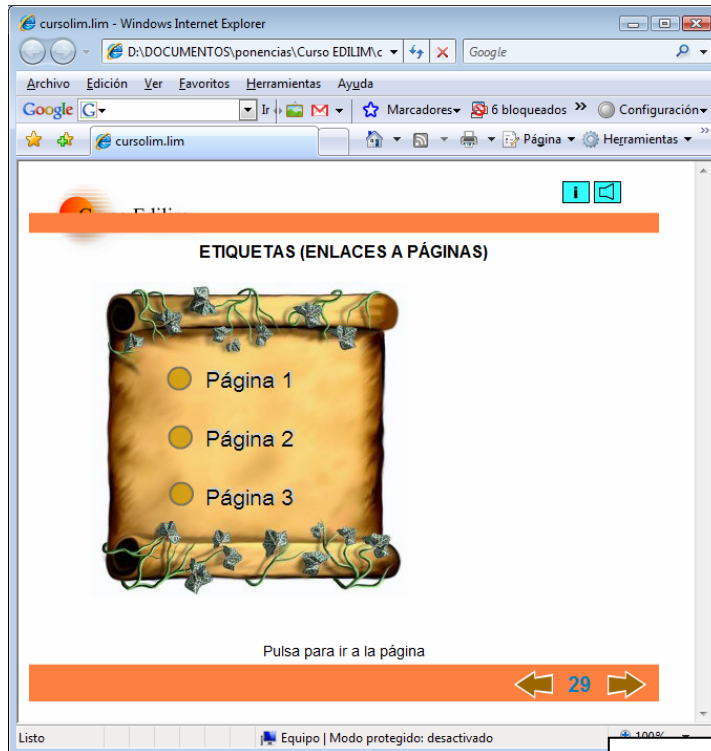 cursolim.lim - Windows Internet Explorer
D:\DOCUMENTOS\ponencias\Curso EDILIM\c
Google
Archivo Edición Ver Favoritos Herramientas Ayuda
Google G Ir Marcadores 6 bloqueados » Configuración
cursolim.lim Página Herramientas »
i
ETIQUETAS (ENLACES A PÁGINAS)
Página 1
Página 2
Página 3
Pulsa para ir a la página
29
Listo Equipo | Modo protegido: desactivado